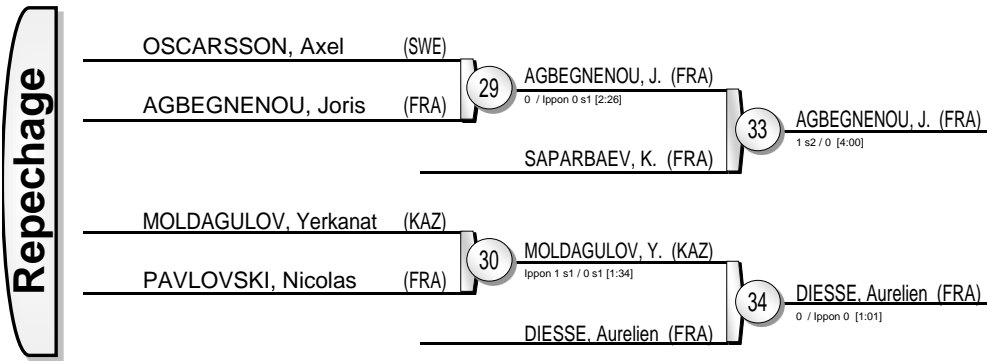 Repechage
OSCARSSON, Axel (SWE)
AGBEGNENOU, Joris (FRA)
29
AGBEGNENOU, J. (FRA)
0 / Ippon 0 s1 [2:26]
SAPARBAEV, K. (FRA)
33
AGBEGNENOU, J. (FRA)
1 s2 / 0 [4:00]
MOLDAGULOV, Yerkanat (KAZ)
PAVLOVSKI, Nicolas (FRA)
30
MOLDAGULOV, Y. (KAZ)
Ippon 1 s1 / 0 s1 [1:34]
DIESSE, Aurelien (FRA)
34
DIESSE, Aurelien (FRA)
0 / Ippon 0 [1:01]